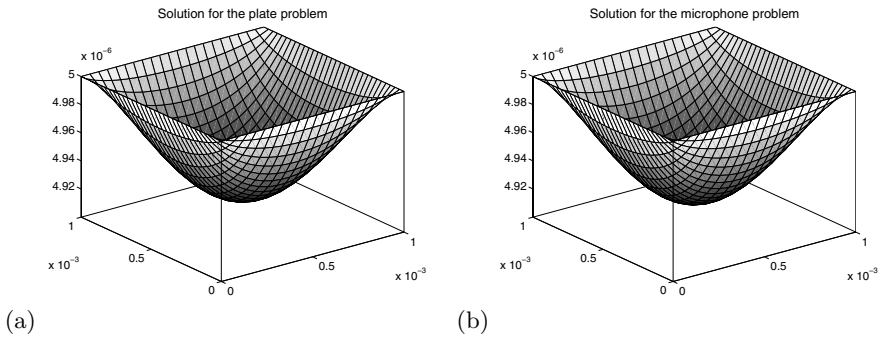 Solution for the plate problem
x 10⁻⁶
5
4.98
4.96
4.94
4.92
1
0.5
0
x 10⁻³
0
0.5
1
x 10⁻³
(a)
Solution for the microphone problem
x 10⁻⁶
5
4.98
4.96
4.94
4.92
1
0.5
0
x 10⁻³
0
0.5
1
x 10⁻³
(b)